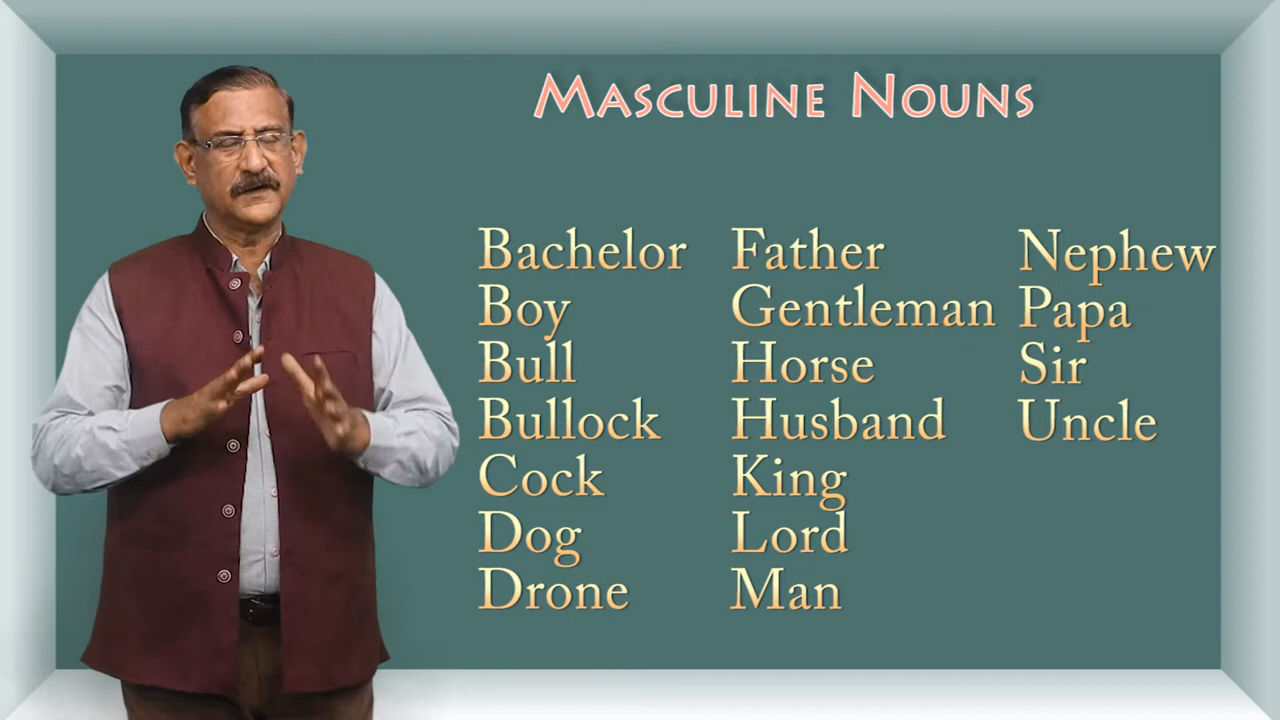 Masculine Nouns
Bachelor
Boy
Bull
Bullock
Cock
Dog
Drone
Father
Gentleman
Horse
Husband
King
Lord
Man
Nephew
Papa
Sir
Uncle